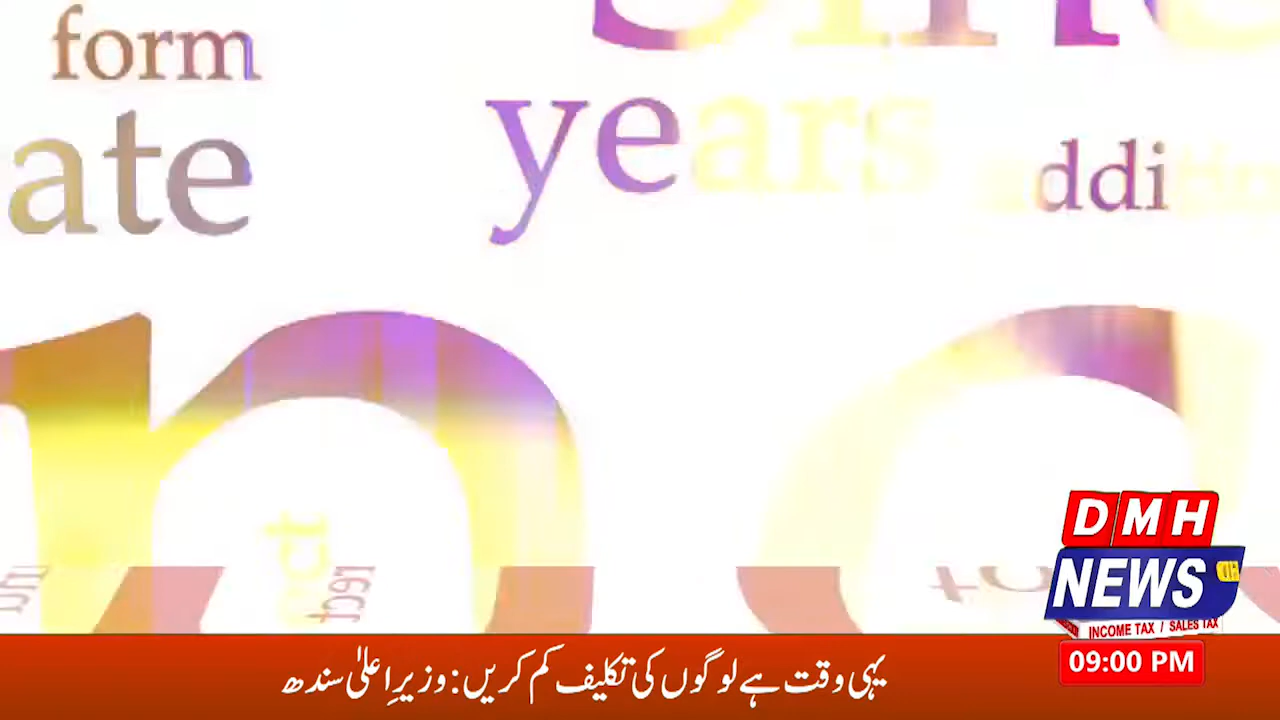 form
years
ate
DMH
NEWS
INCOME TAX / SALES TAX
09:00 PM
یہی وقت ہے لوگوں کی تکلیف کم کریں: وزیرِاعلیٰ سندھ